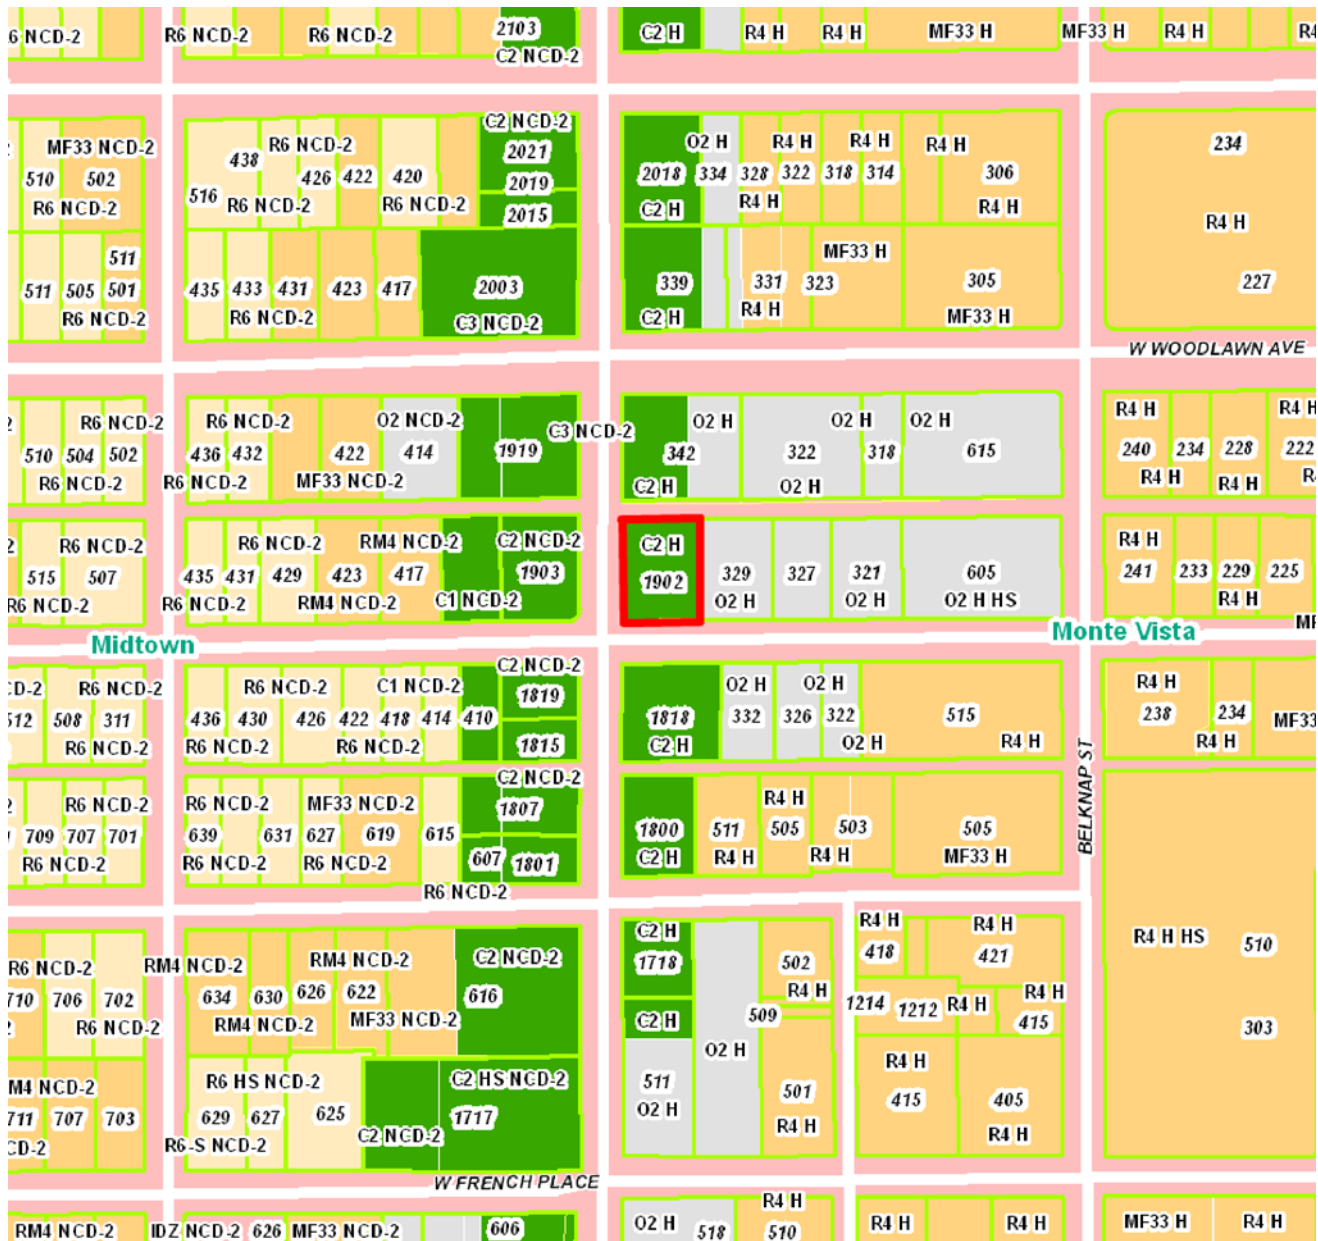 6 NCD-2 R6 NCD-2 R6 NCD-2 2103 C2 H R4 H R4 H MF33 H MF33 H R4 H R4
C2 NCD-2
C2 NCD-2
MF33 NCD-2 438 R6 NCD-2 2021 O2 H R4 H R4 H R4 H 234
510 502 516 426 422 420 2019 2018 334 328 322 318 314 306
R6 NCD-2 R6 NCD-2 R6 NCD-2 2015 C2 H R4 H R4 H R4 H
511 MF33 H
511 505 501 435 433 431 423 417 2003 339 331 323 305 227
R6 NCD-2 R6 NCD-2 C3 NCD-2 C2 H R4 H MF33 H
W WOODLAWN AVE
2 R6 NCD-2 R6 NCD-2 O2 NCD-2 C3 NCD-2 O2 H O2 H O2 H R4 H R4 H
510 504 502 436 432 422 414 1919 342 322 318 615 240 234 228 222
R6 NCD-2 R6 NCD-2 MF33 NCD-2 C2 H O2 H R4 H R4 H R
2 R6 NCD-2 R6 NCD-2 RM4 NCD-2 C2 NCD-2 C2 H R4 H
515 507 435 431 429 423 417 1903 1902 329 327 321 605 241 233 229 225
R6 NCD-2 R6 NCD-2 RM4 NCD-2 C1 NCD-2 O2 H O2 H O2 H HS R4 H
MF
Midtown Monte Vista
CD-2 R6 NCD-2 R6 NCD-2 C1 NCD-2 C2 NCD-2 O2 H O2 H R4 H
1819
512 508 311 436 430 426 422 418 414 410 1818 332 326 322 515 238 234 MF33
R6 NCD-2 R6 NCD-2 R6 NCD-2 1815 C2 H O2 H R4 H R4 H
BELKNAP ST
2 R6 NCD-2 R6 NCD-2 MF33 NCD-2 C2 NCD-2 R4 H
1807
709 707 701 639 631 627 619 615 1800 511 505 503 505
R6 NCD-2 R6 NCD-2 R6 NCD-2 607 1801 C2 H R4 H R4 H MF33 H
R6 NCD-2
C2 H R4 H R4 H
R6 NCD-2 RM4 NCD-2 RM4 NCD-2 C2 NCD-2 1718 502 418 421 R4 H HS 510
710 706 702 634 630 626 622 616 R4 H 1214 1212 R4 H R4 H
2 R6 NCD-2 RM4 NCD-2 MF33 NCD-2 C2 H 509 415 303
O2 H
M4 NCD-2 R6 HS NCD-2 C2 HS NCD-2 511 R4 H
711 707 703 629 627 625 1717 O2 H 501 415 405
CD-2 R6-S NCD-2 C2 NCD-2 R4 H R4 H
W FRENCH PLACE
R4 H
RM4 NCD-2 IDZ NCD-2 626 MF33 NCD-2 606 O2 H 518 510 R4 H R4 H MF33 H R4 H